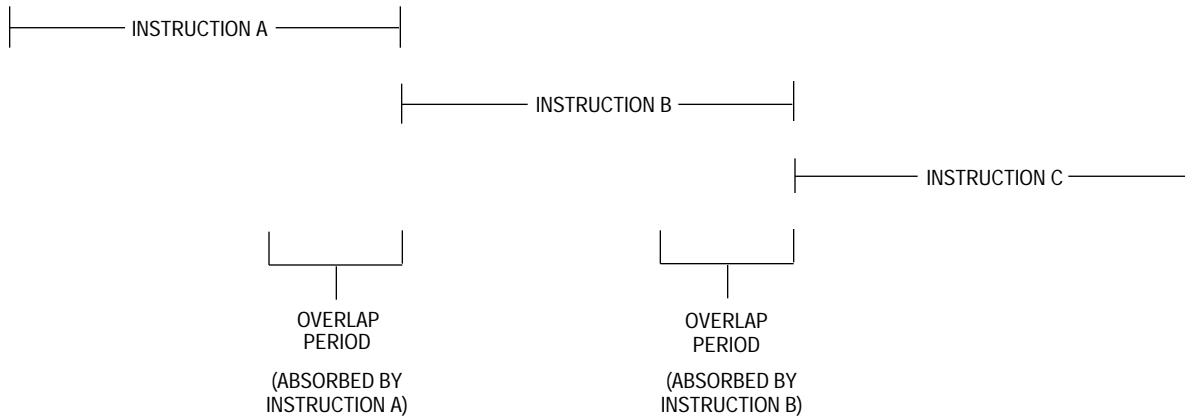 INSTRUCTION A
INSTRUCTION B
INSTRUCTION C
OVERLAP
PERIOD
(ABSORBED BY
INSTRUCTION A)
OVERLAP
PERIOD
(ABSORBED BY
INSTRUCTION B)